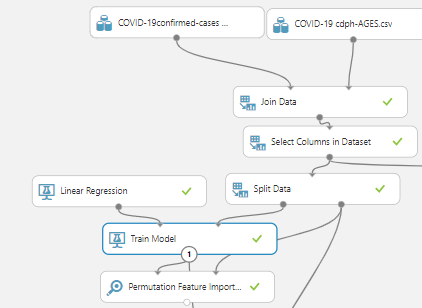 COVID-19confirmed-cases ...
COVID-19 cdph-AGES.csv
Join Data
Select Columns in Dataset
Linear Regression
Split Data
Train Model
1
Permutation Feature Import...